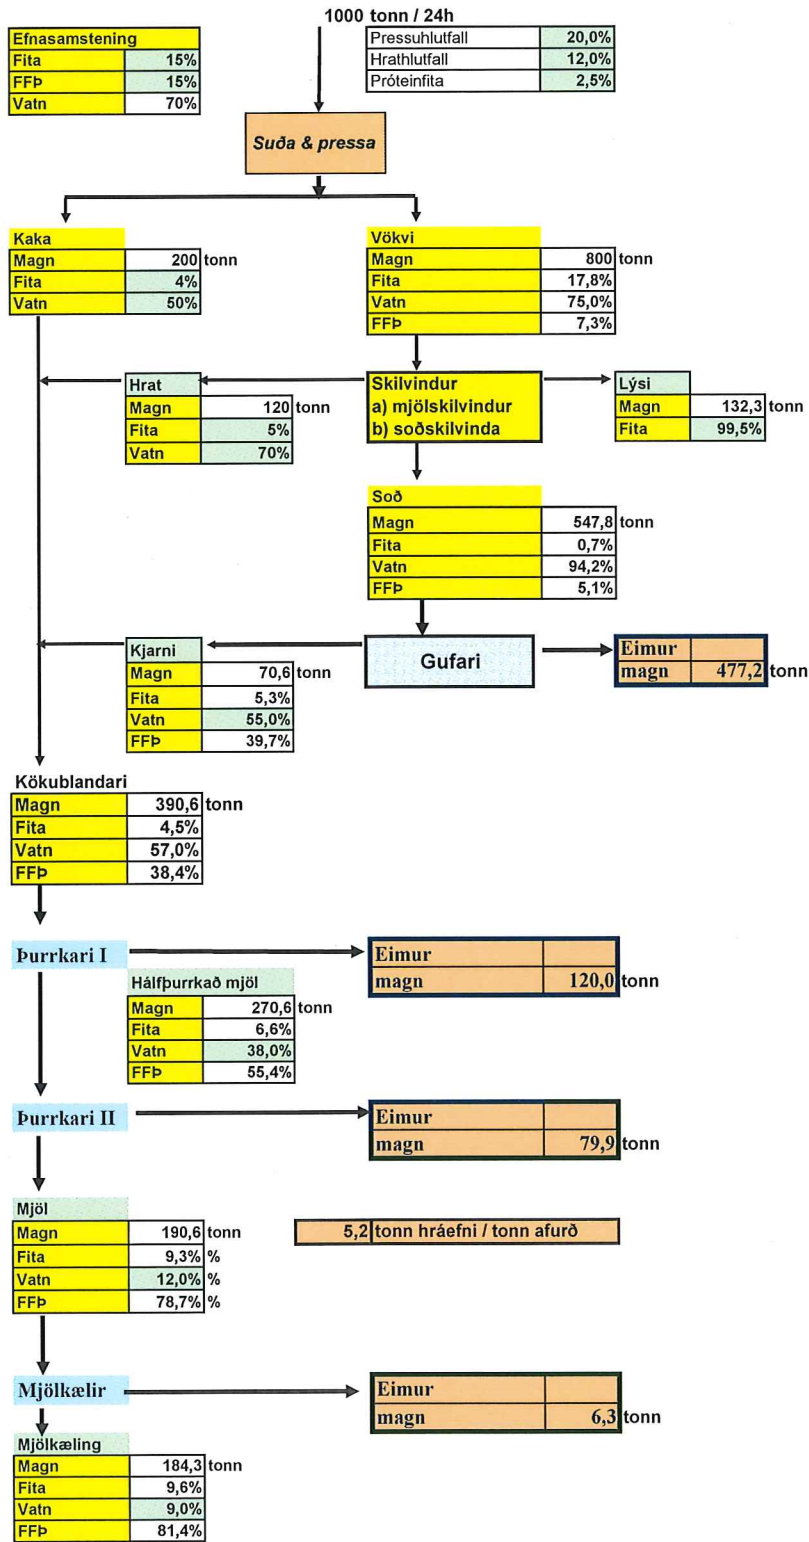 1000 tonn / 24h
Efnasamstening
Fita 15%
FFÞ 15%
Vatn 70%
Pressuhlutfall 20,0%
Hrathlutfall 12,0%
Próteinfita 2,5%
Suða & pressa
Kaka
Magn 200 tonn
Fita 4%
Vatn 50%
Vökvi
Magn 800 tonn
Fita 17,8%
Vatn 75,0%
FFÞ 7,3%
Hrat
Magn 120 tonn
Fita 5%
Vatn 70%
Skilvindur
a) mjölskilvindur
b) soðskilvinda
Lýsi
Magn 132,3 tonn
Fita 99,5%
Soð
Magn 547,8 tonn
Fita 0,7%
Vatn 94,2%
FFÞ 5,1%
Kjarni
Magn 70,6 tonn
Fita 5,3%
Vatn 55,0%
FFÞ 39,7%
Gufari
Eimur
magn 477,2 tonn
Kökublandari
Magn 390,6 tonn
Fita 4,5%
Vatn 57,0%
FFÞ 38,4%
Þurrkari I
Eimur
magn 120,0 tonn
Hálfþurrkað mjöl
Magn 270,6 tonn
Fita 6,6%
Vatn 38,0%
FFÞ 55,4%
Þurrkari II
Eimur
magn 79,9 tonn
Mjöl
Magn 190,6 tonn
Fita 9,3% %
Vatn 12,0% %
FFÞ 78,7% %
5,2 tonn hráefni / tonn afurð
Mjölkælir
Eimur
magn 6,3 tonn
Mjölkæling
Magn 184,3 tonn
Fita 9,6%
Vatn 9,0%
FFÞ 81,4%